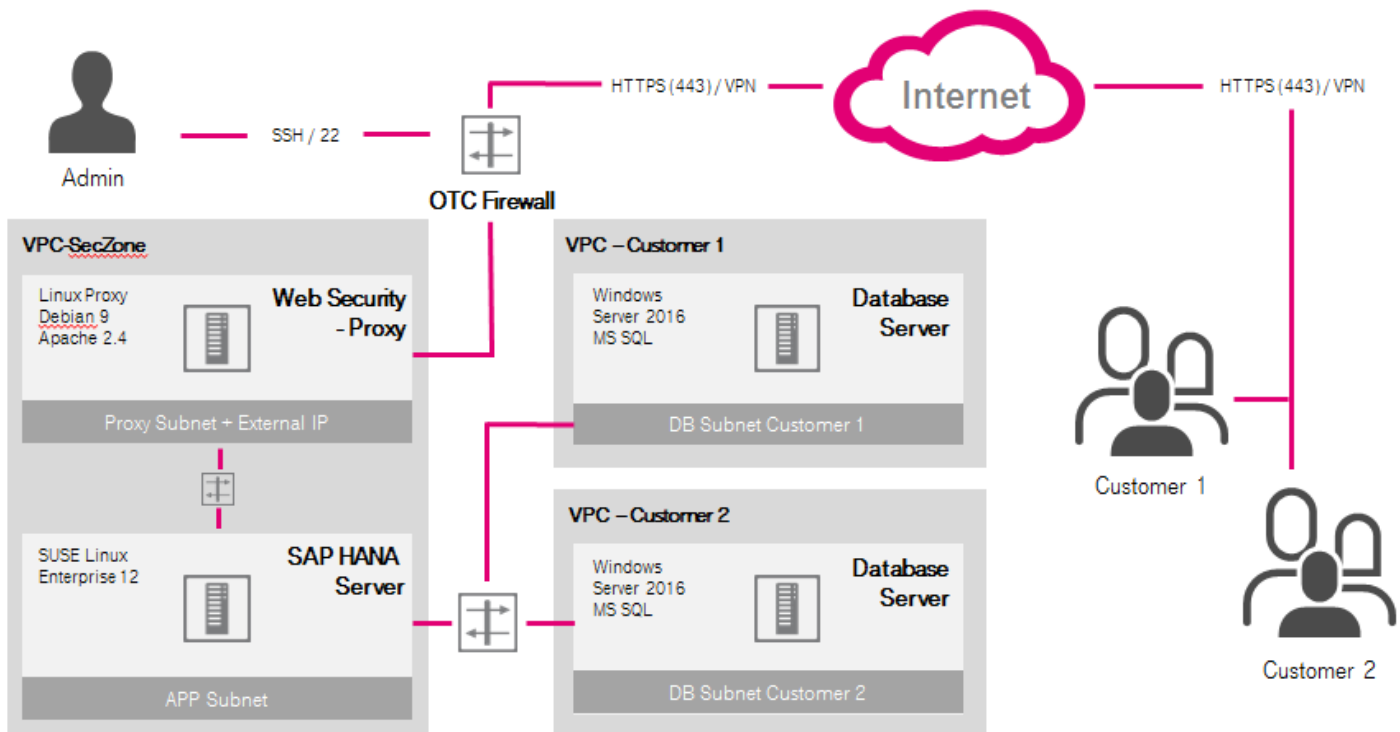 HTTPS (443) / VPN
Internet
HTTPS (443) / VPN
SSH / 22
Admin
OTC Firewall
VPC-SecZone
Linux Proxy
Debian 9
Apache 2.4
Web Security
- Proxy
Proxy Subnet + External IP
SUSE Linux
Enterprise 12
SAP HANA
Server
APP Subnet
VPC – Customer 1
Windows
Server 2016
MS SQL
Database
Server
DB Subnet Customer 1
VPC – Customer 2
Windows
Server 2016
MS SQL
Database
Server
DB Subnet Customer 2
Customer 1
Customer 2